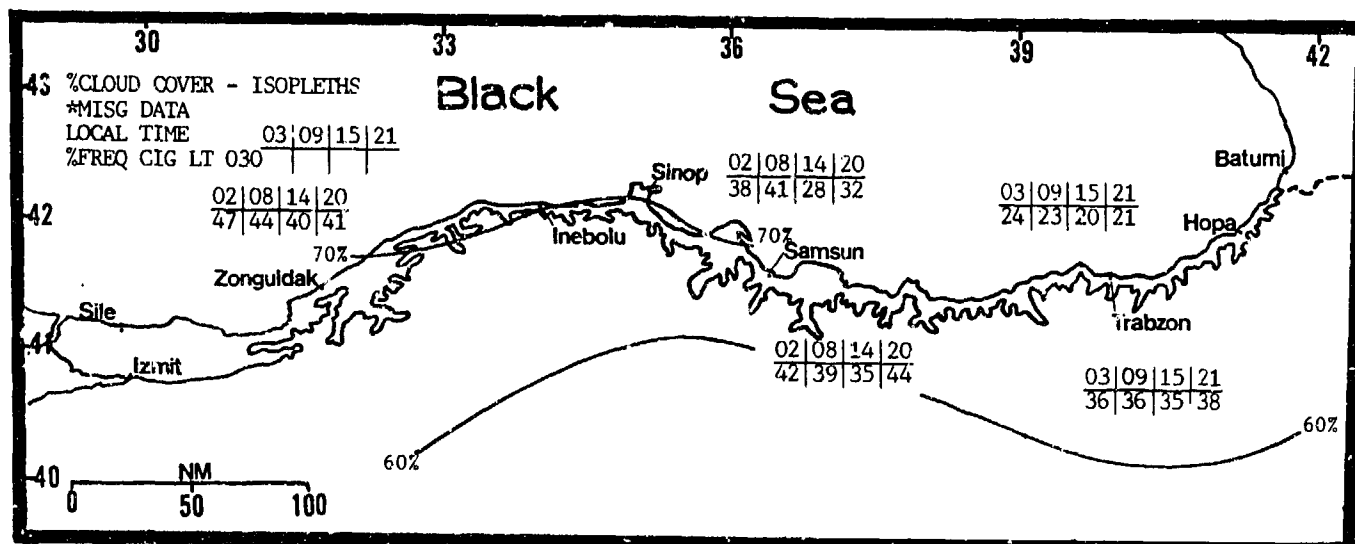 30 33 36 39 42
43 %CLOUD COVER - ISOPLETHS
Black Sea
*MISG DATA
LOCAL TIME 03|09|15|21
%FREQ CIG LT 030
Batumi
Sinop
02|08|14|20
38|41|28|32
02|08|14|20
47|44|40|41
03|09|15|21
24|23|20|21
42
Hopa
Inebolu
70%
70%
Samsun
Zonguldak
Sile
Trabzon
41
Izmit
02|08|14|20
42|39|35|44
03|09|15|21
36|36|35|38
60%
60%
40
NM
0 50 100